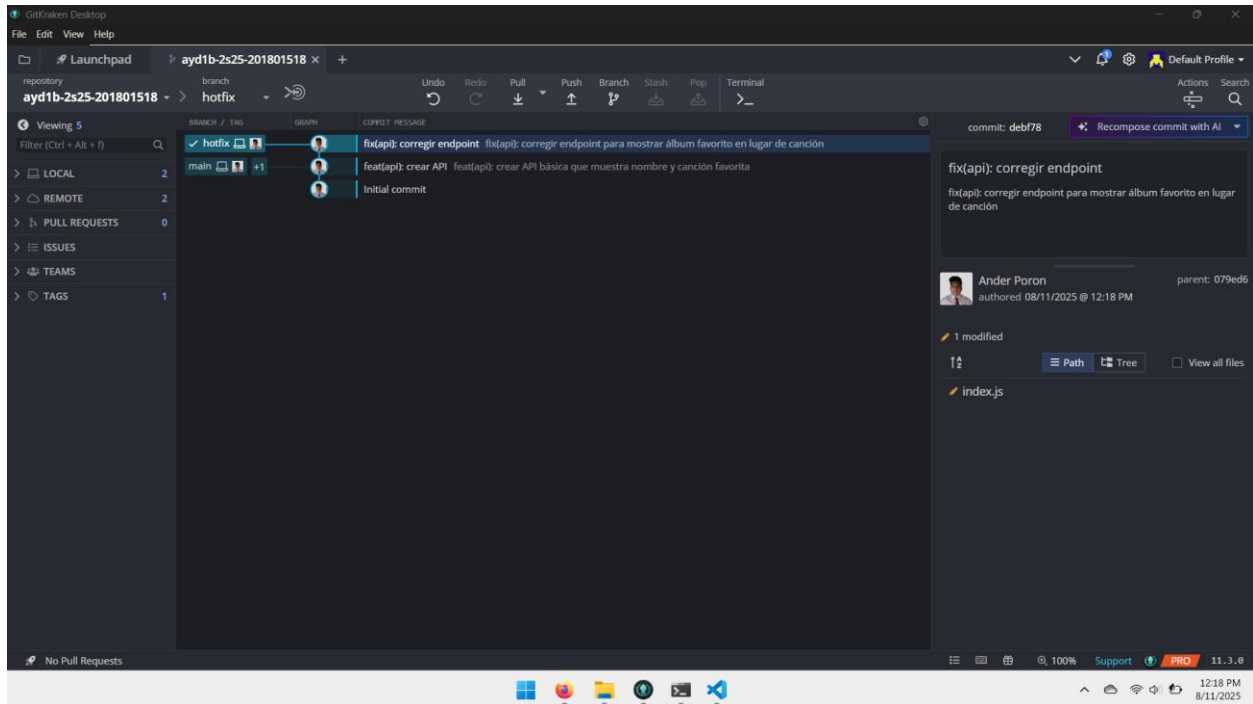 GitKraken Desktop
File Edit View Help
Launchpad
ayd1b-2s25-201801518
repository
ayd1b-2s25-201801518
branch
hotfix
Undo
Redo
Pull
Push
Branch
Stash
Pop
Terminal
1
Default Profile
Actions
Search
Viewing 5
Filter (Ctrl + Alt + f)
LOCAL 2
REMOTE 2
PULL REQUESTS 0
ISSUES
TEAMS
TAGS 1
BRANCH / TAG
GRAPH
COMMIT MESSAGE
hotfix
fix(api): corregir endpoint fix(api): corregir endpoint para mostrar álbum favorito en lugar de canción
main +1
feat(api): crear API feat(api): crear API básica que muestra nombre y canción favorita
Initial commit
commit: debf78
Recompose commit with AI
fix(api): corregir endpoint
fix(api): corregir endpoint para mostrar álbum favorito en lugar
de canción
Ander Poron
parent: 079ed6
authored 08/11/2025 @ 12:18 PM
1 modified
Path
Tree
View all files
index.js
No Pull Requests
100%
Support
PRO
11.3.0
12:18 PM
8/11/2025